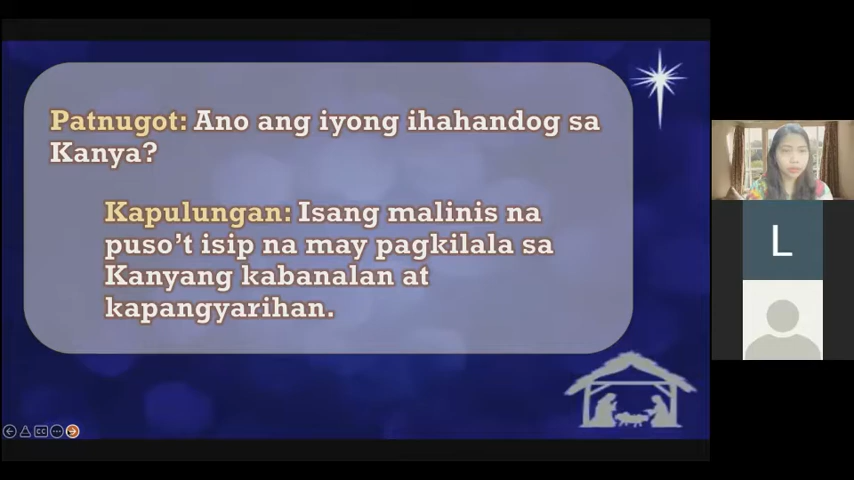 Patnugot: Ano ang iyong ihahandog sa
Kanya?
Kapulungan: Isang malinis na
puso’t isip na may pagkilala sa
Kanyang kabanalan at
kapangyarihan.
L
CC